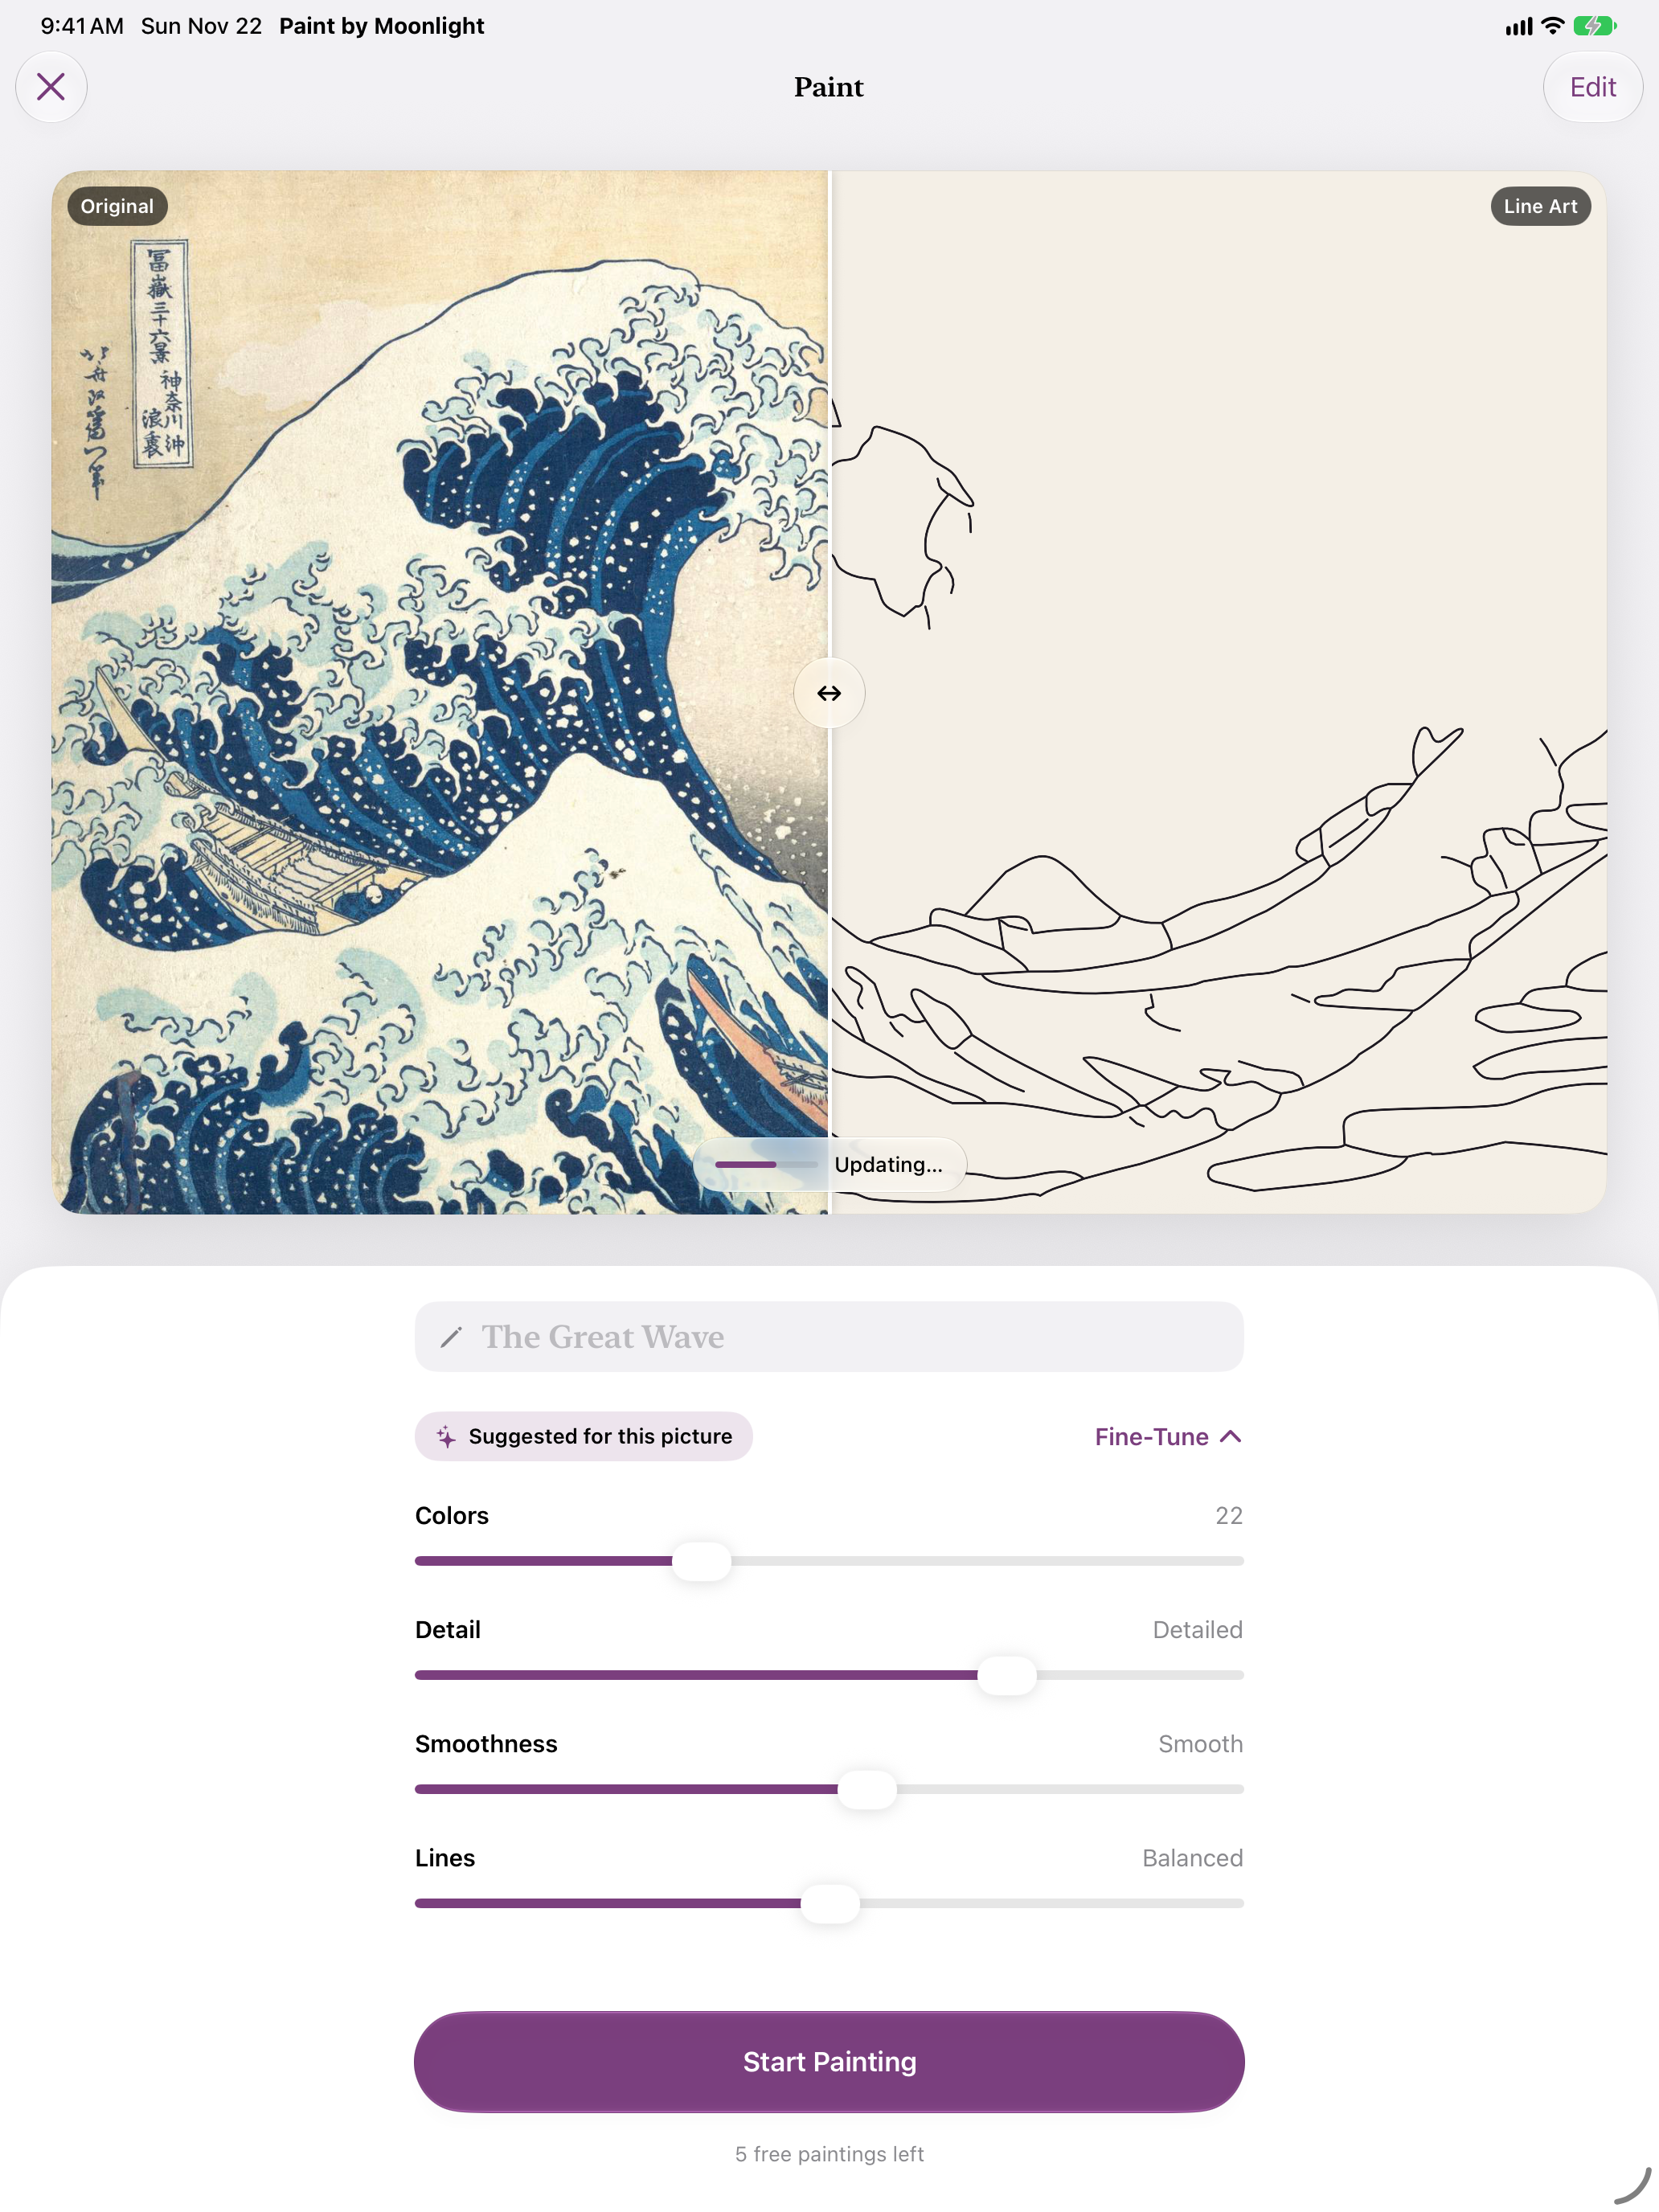 9:41 AM Sun Nov 22 Paint by Moonlight
Paint
Edit
Original
Line Art
冨嶽三十六景
神奈川沖
浪裏
Updating...
The Great Wave
Suggested for this picture
Fine-Tune
Colors
22
Detail
Detailed
Smoothness
Smooth
Lines
Balanced
Start Painting
5 free paintings left